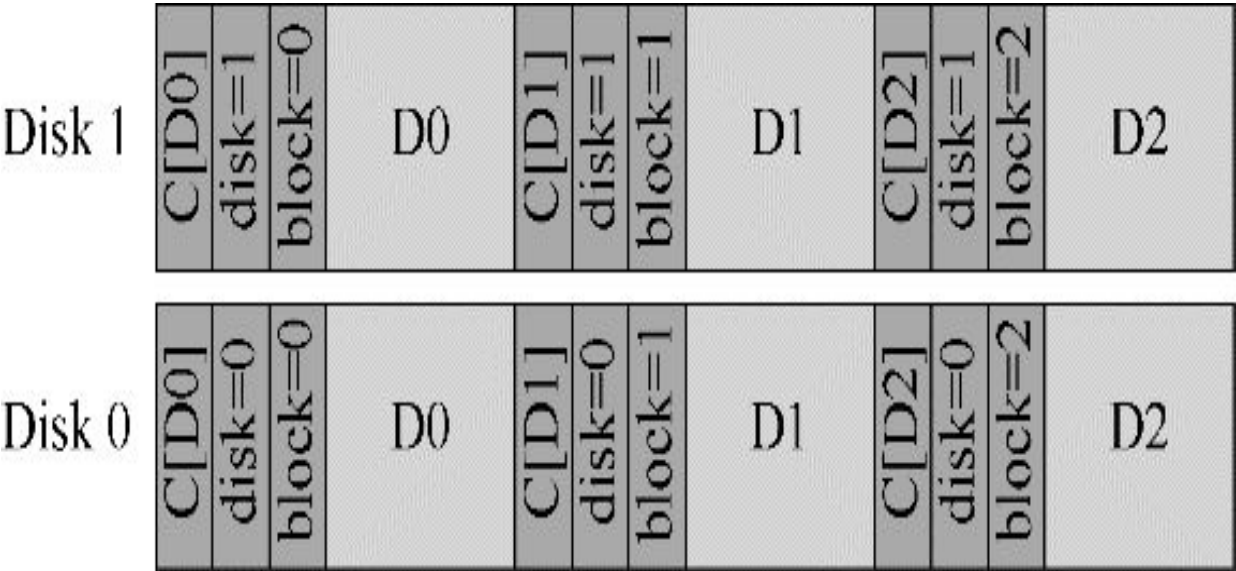 Disk 1 C[D0] disk=1 block=0 D0 C[D1] disk=1 block=1 D1 C[D2] disk=1 block=2 D2
Disk 0 C[D0] disk=0 block=0 D0 C[D1] disk=0 block=1 D1 C[D2] disk=0 block=2 D2